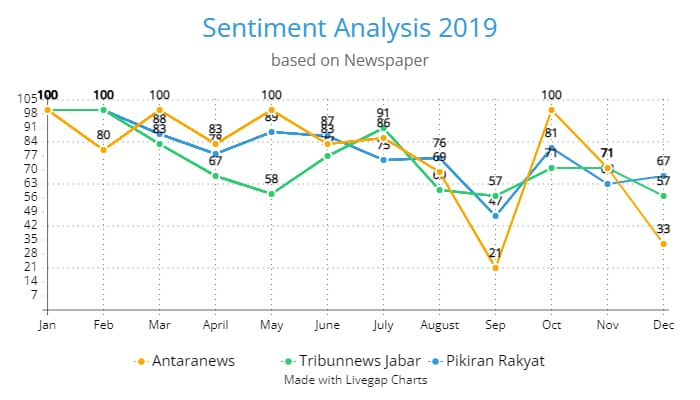 Sentiment Analysis 2019
based on Newspaper
105
98
91
84
77
70
63
56
49
42
35
28
21
14
7
100 100 100 100 100
80 88 83 83 67 89 58 87 83 91 86 75 76 69 57 47 21 81 71 71 67 57 33
Jan Feb Mar April May June July August Sep Oct Nov Dec
Antaranews Tribunnews Jabar Pikiran Rakyat
Made with Livegap Charts